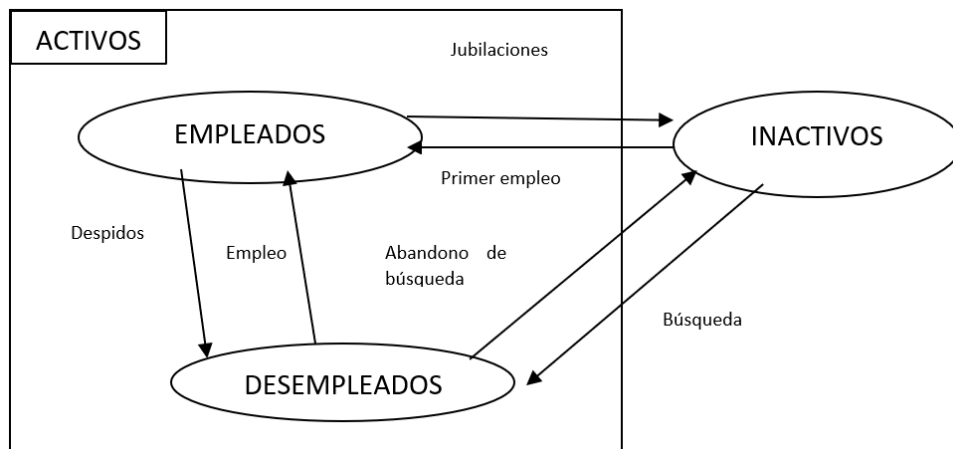 ACTIVOS
Jubilaciones
EMPLEADOS
INACTIVOS
Primer empleo
Despidos
Empleo
Abandono de
búsqueda
Búsqueda
DESEMPLEADOS